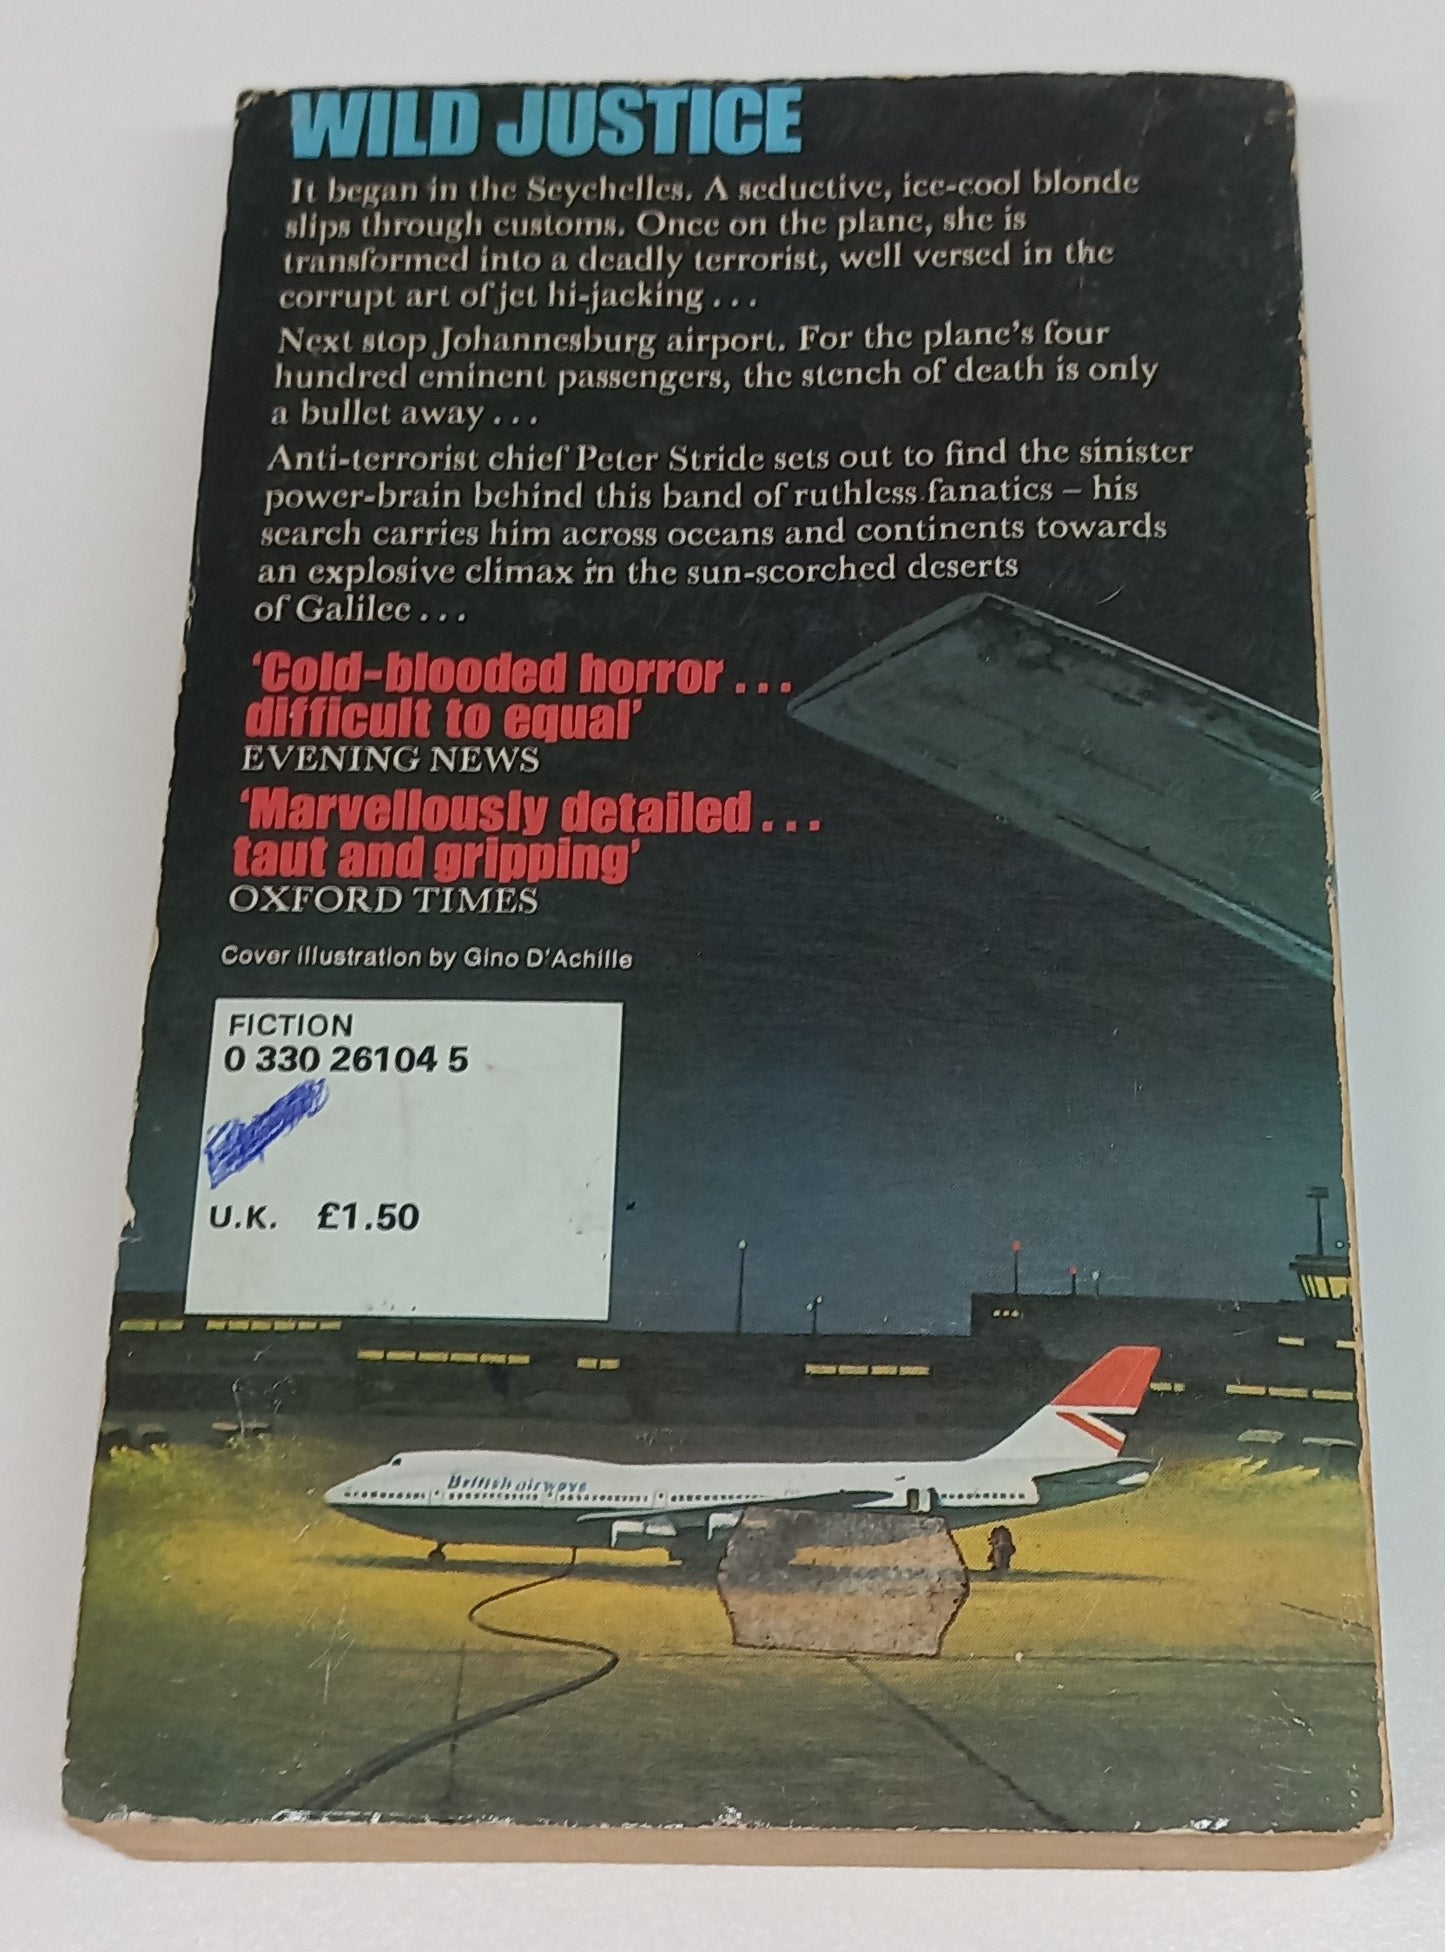 WILD JUSTICE
It began in the Seychelles. A seductive, ice-cool blonde
slips through customs. Once on the plane, she is
transformed into a deadly terrorist, well versed in the
corrupt art of jet hi-jacking . . .
Next stop Johannesburg airport. For the plane's four
hundred eminent passengers, the stench of death is only
a bullet away . . .
Anti-terrorist chief Peter Stride sets out to find the sinister
power-brain behind this band of ruthless fanatics – his
search carries him across oceans and continents towards
an explosive climax in the sun-scorched deserts
of Galilee . . .
'Cold-blooded horror . . .
difficult to equal'
EVENING NEWS
'Marvellously detailed . . .
taut and gripping'
OXFORD TIMES
Cover illustration by Gino D'Achille
FICTION
0 330 26104 5
U.K. £1.50
British airways